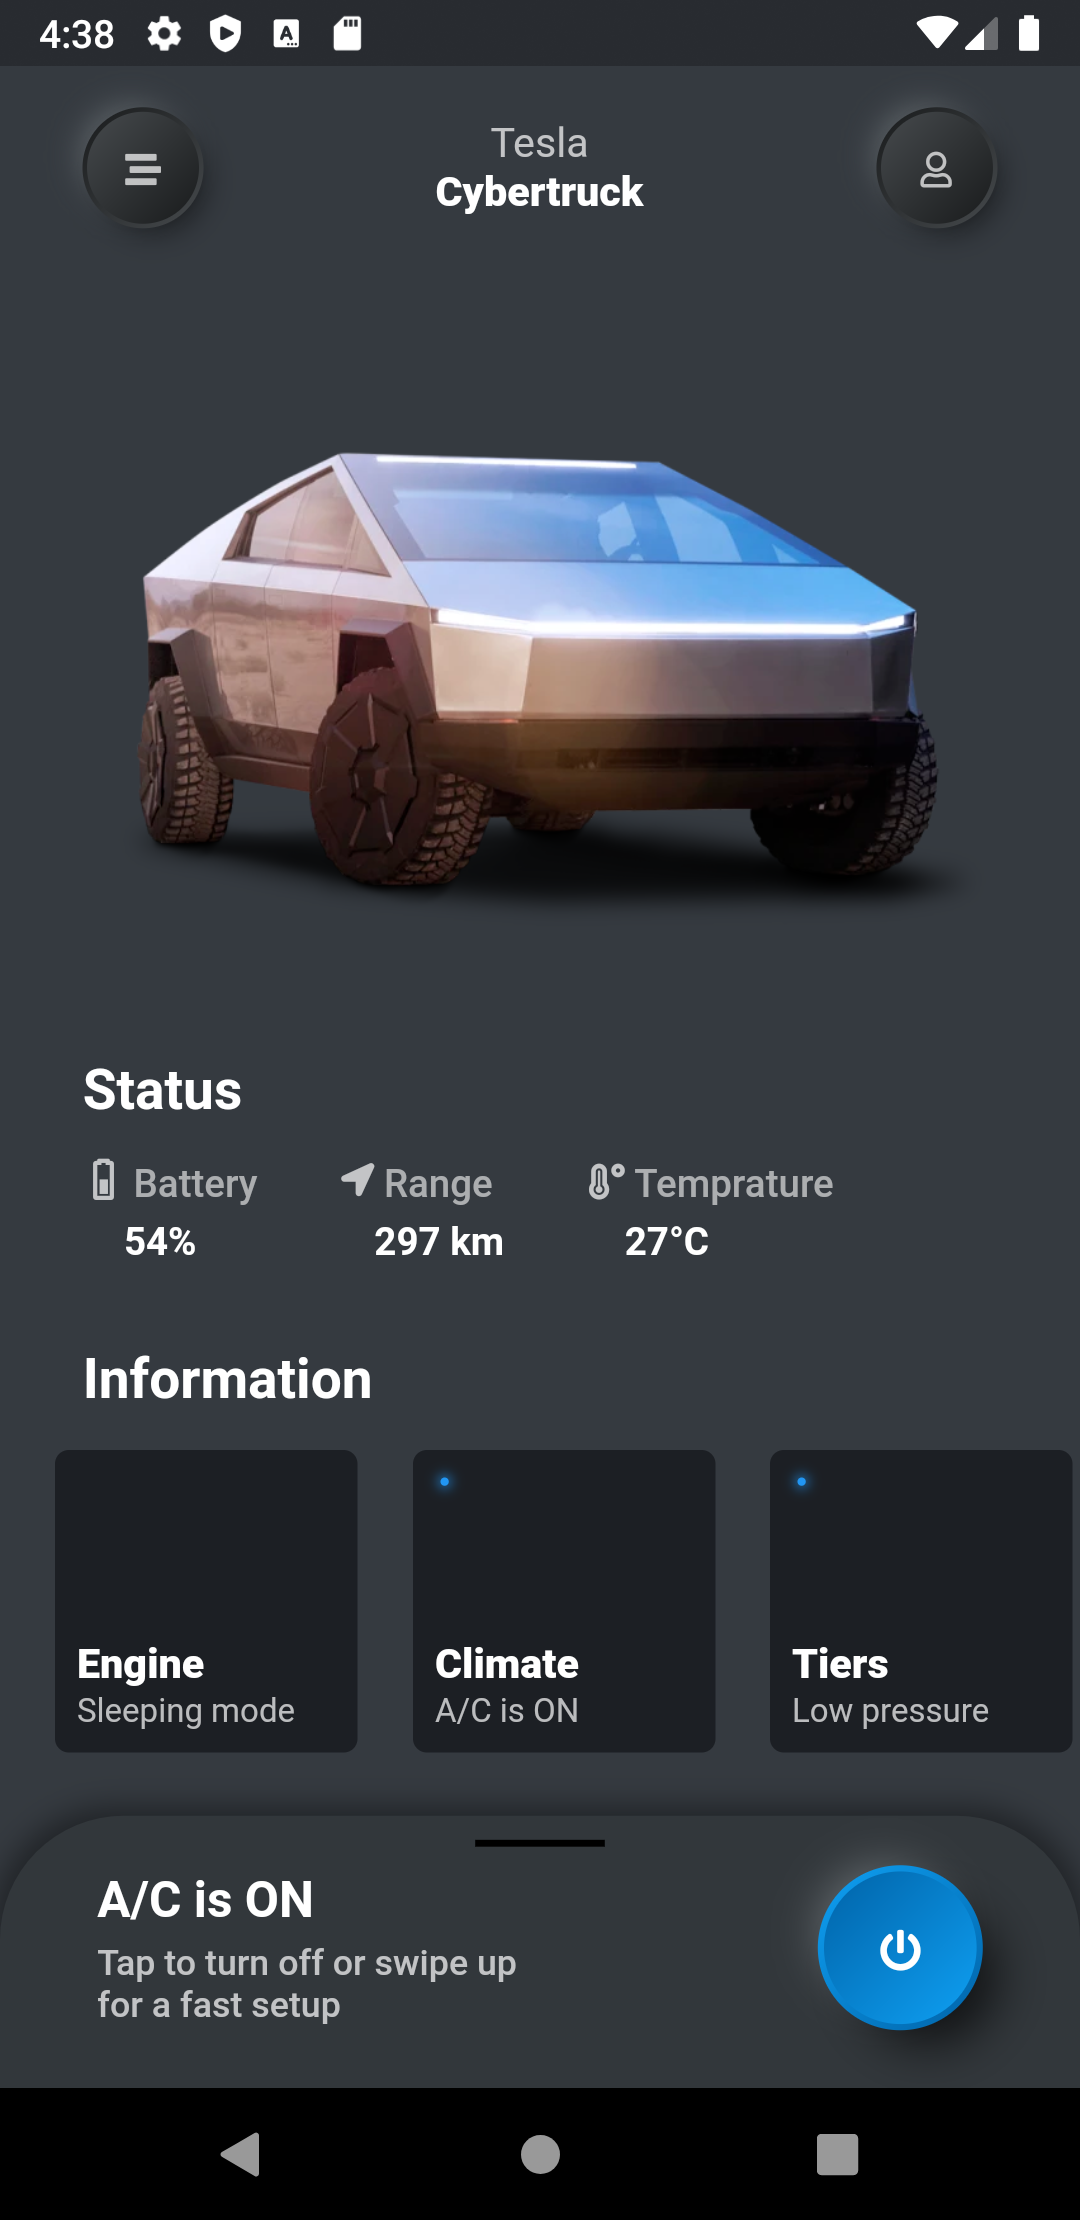 4:38
Tesla
Cybertruck
Status
Battery Range Temprature
54% 297 km 27°C
Information
Engine Climate Tiers
Sleeping mode A/C is ON Low pressure
A/C is ON
Tap to turn off or swipe up
for a fast setup